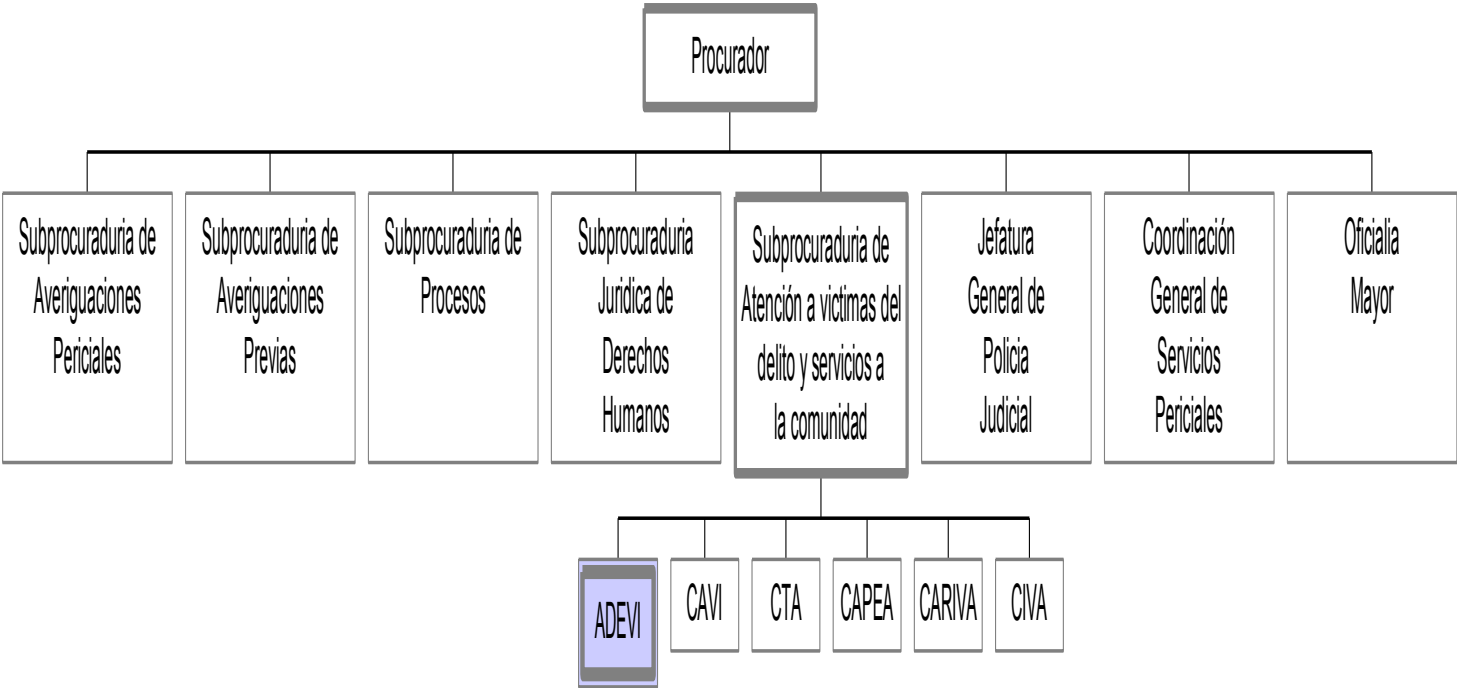 Procurador
Subprocuraduria de
Averiguaciones
Periciales
Subprocuraduria de
Averiguaciones
Previas
Subprocuraduria de
Procesos
Subprocuraduria
Juridica de
Derechos
Humanos
Subprocuraduria de
Atención a victimas del
delito y servicios a
la comunidad
Jefatura
General de
Policia
Judicial
Coordinación
General de
Servicios
Periciales
Oficialia
Mayor
ADEVI
CAVI
CTA
CAPEA
CARIVA
CIVA